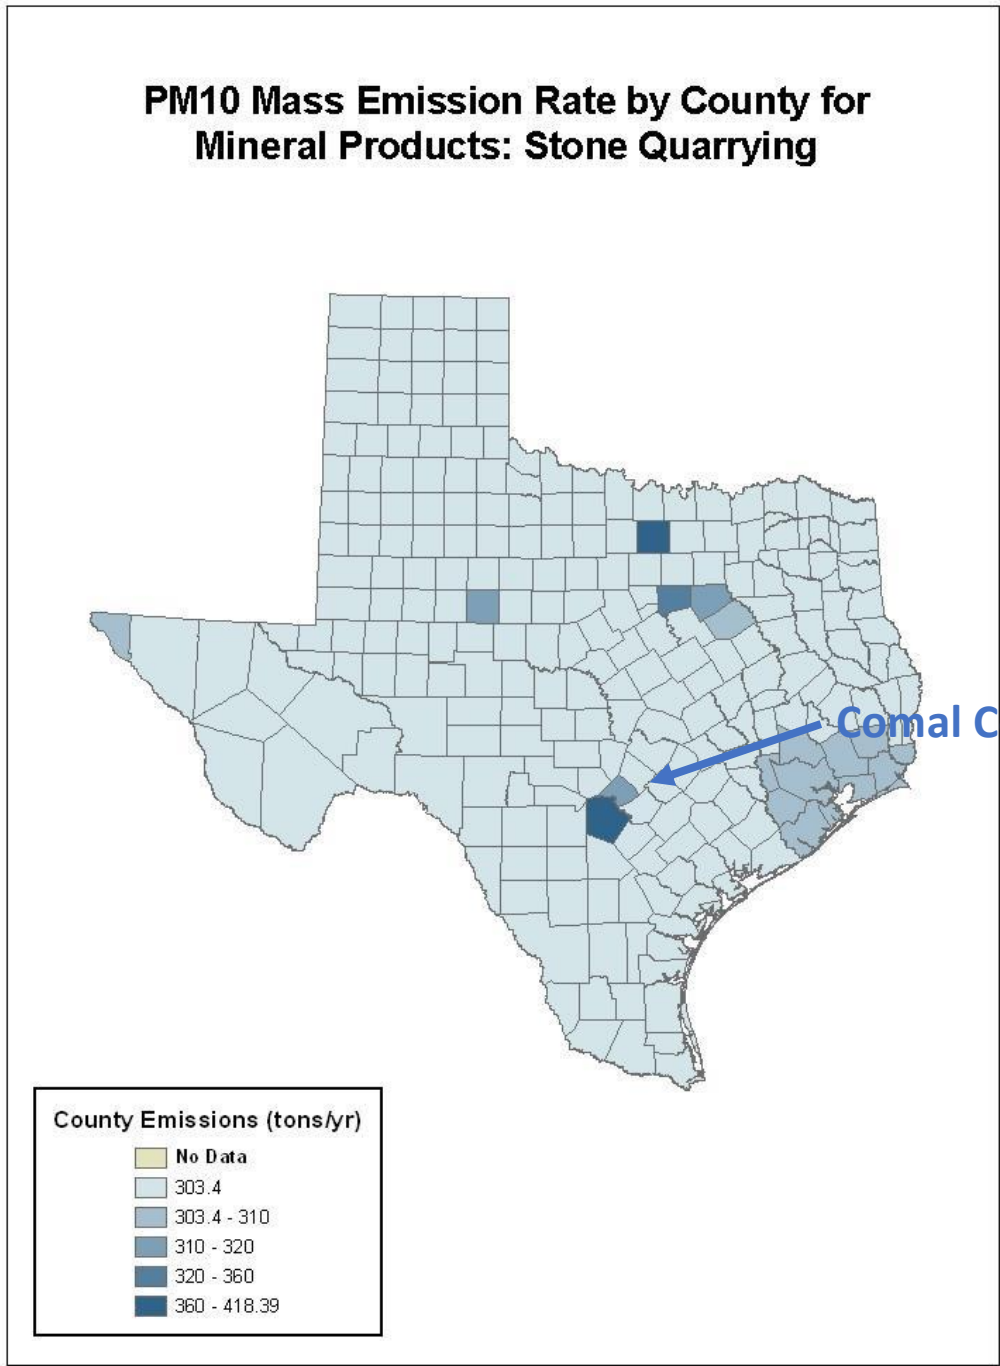 PM10 Mass Emission Rate by County for
Mineral Products: Stone Quarrying
Comal C
County Emissions (tons/yr)
No Data
303.4
303.4 - 310
310 - 320
320 - 360
360 - 418.39